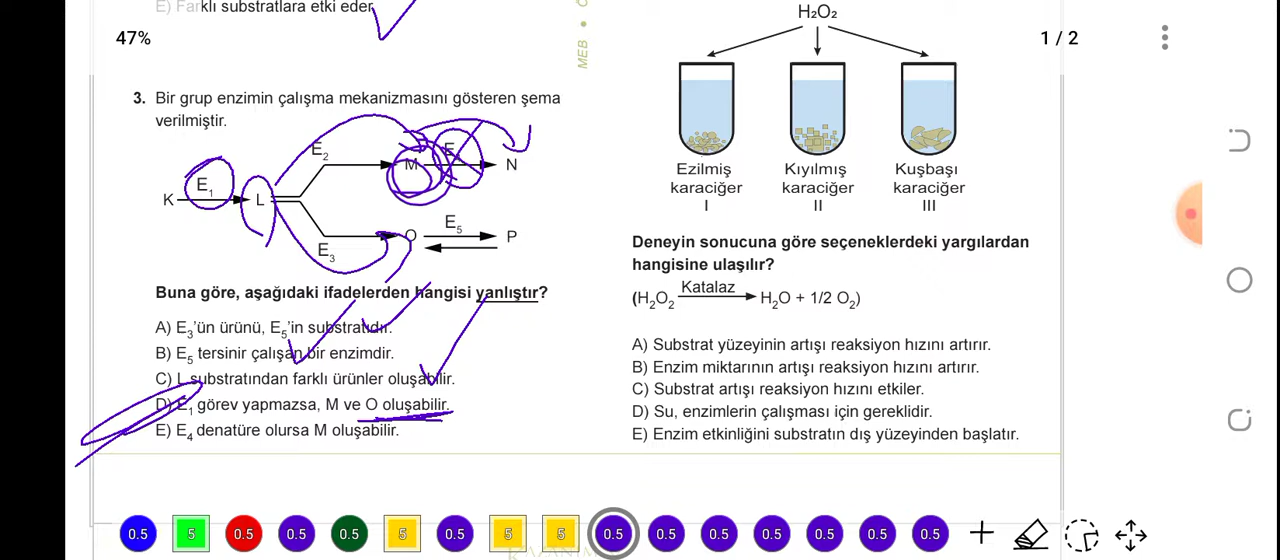 E) Farklı substratlara etki eder.
47%
3. Bir grup enzimin çalışma mekanizmasını gösteren şema
verilmiştir.
K E₁ L E₂ M E N
E₃ O E₅ P
Buna göre, aşağıdaki ifadelerden hangisi yanlıştır?
A) E₃'ün ürünü, E₅'in substratıdır.
B) E₅ tersinir çalışan bir enzimdir.
C) L substratından farklı ürünler oluşabilir.
D) E₁ görev yapmazsa, M ve O oluşabilir.
E) E₄ denatüre olursa M oluşabilir.
MEB
H₂O₂
1 / 2
Ezilmiş karaciğer I
Kıyılmış karaciğer II
Kuşbaşı karaciğer III
Deneyin sonucuna göre seçeneklerdeki yargılardan
hangisine ulaşılır?
(H₂O₂ Katalaz H₂O + 1/2 O₂)
A) Substrat yüzeyinin artışı reaksiyon hızını artırır.
B) Enzim miktarının artışı reaksiyon hızını artırır.
C) Substrat artışı reaksiyon hızını etkiler.
D) Su, enzimlerin çalışması için gereklidir.
E) Enzim etkinliğini substratın dış yüzeyinden başlatır.
0.5 5 0.5 0.5 0.5 5 0.5 5 5 0.5 0.5 0.5 0.5 0.5 0.5 0.5